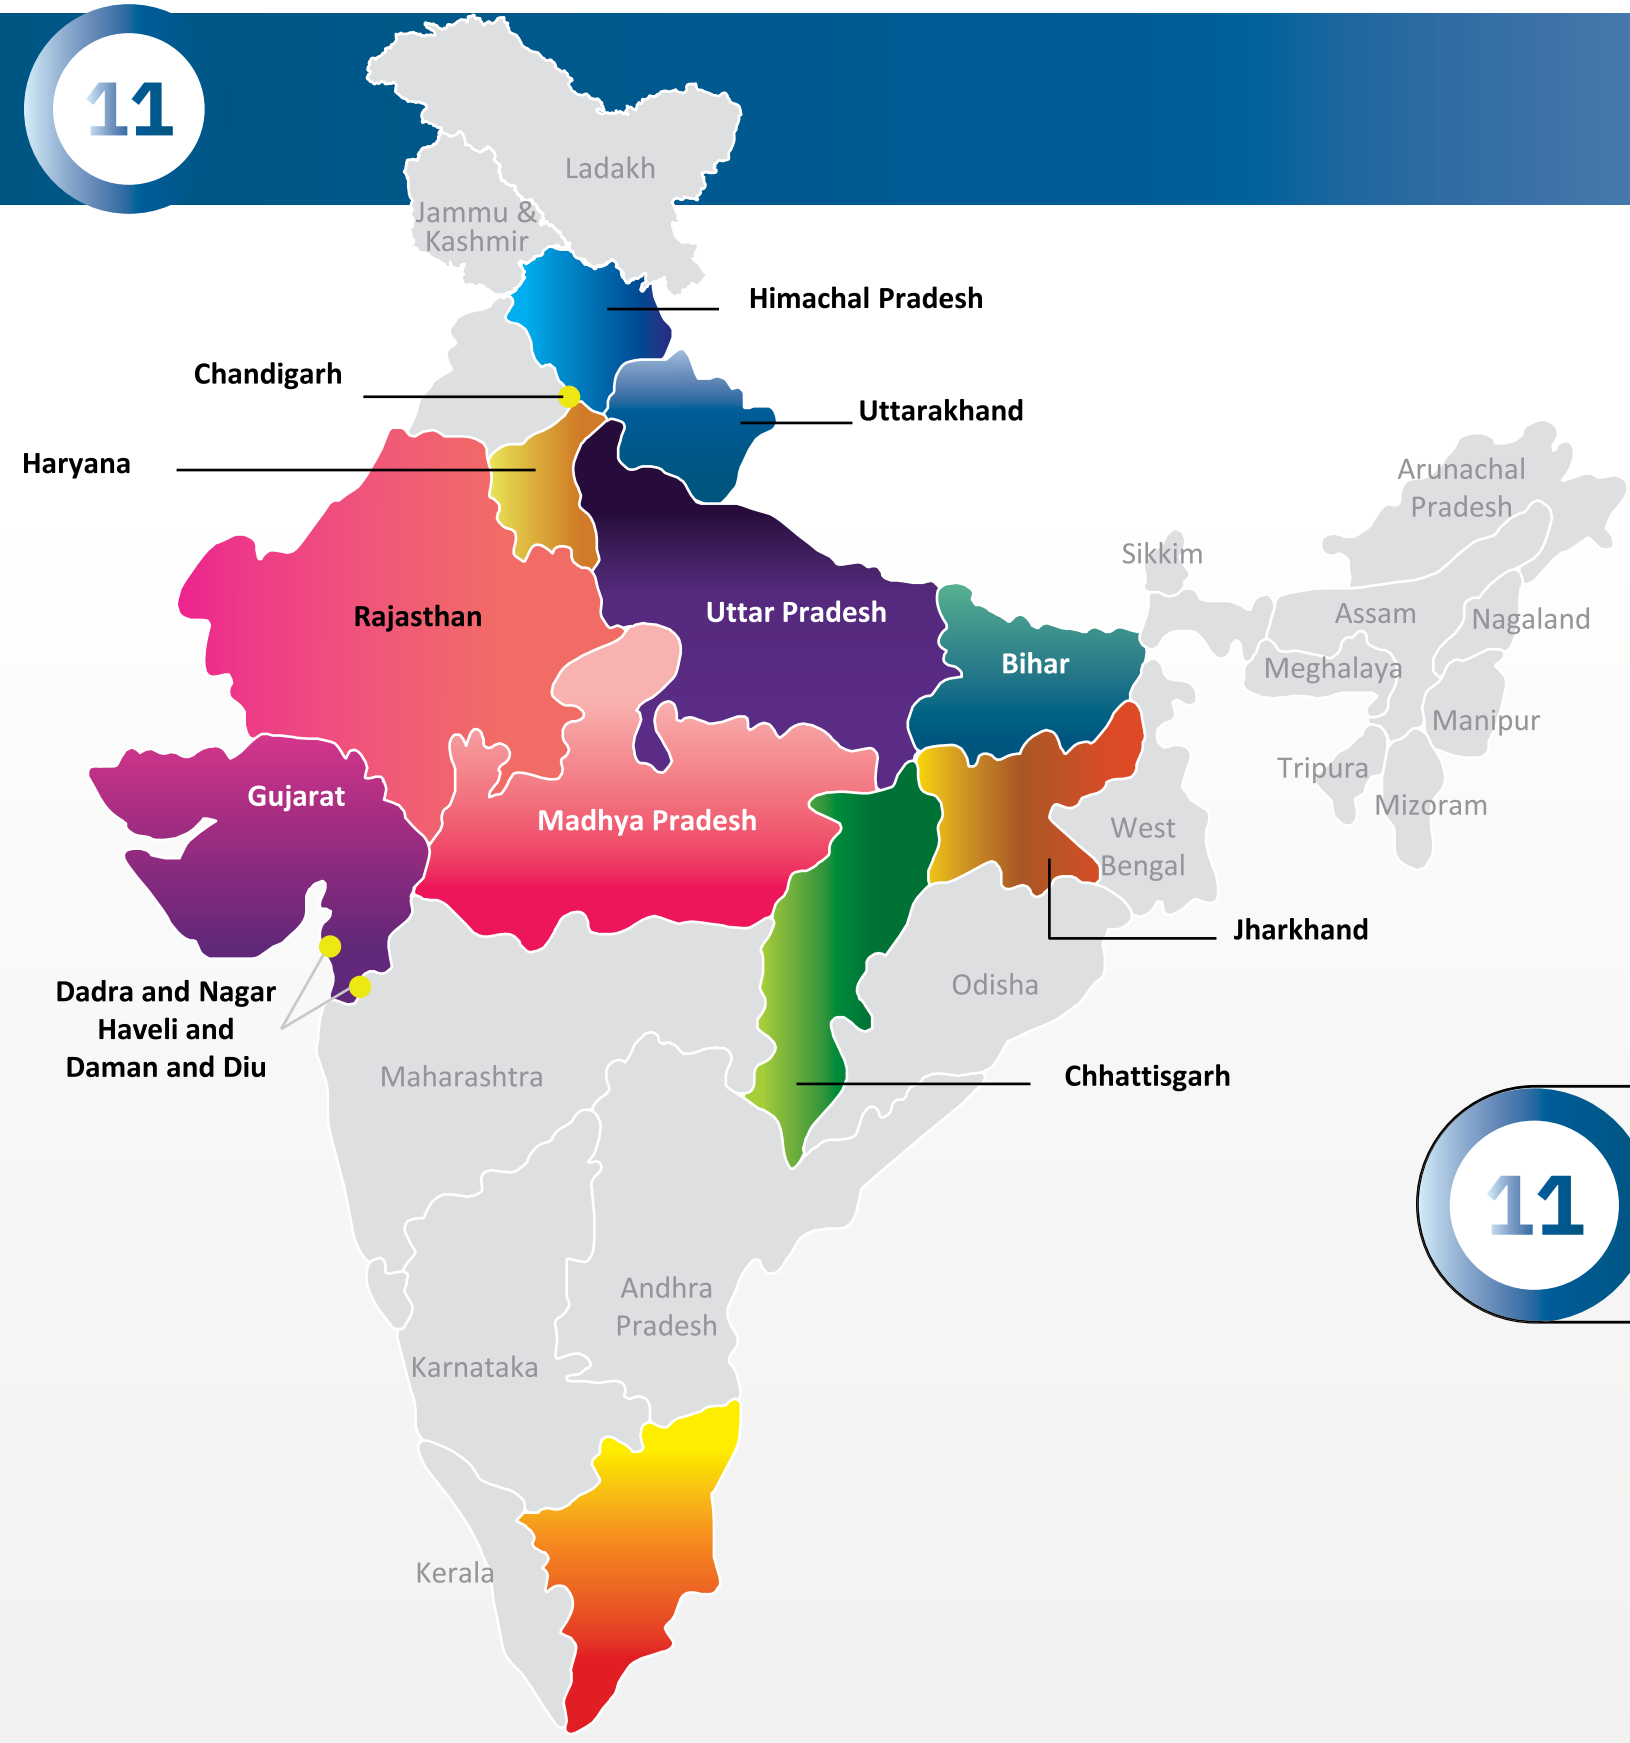 11
Ladakh
Jammu &
Kashmir
Himachal Pradesh
Chandigarh
Uttarakhand
Haryana
Arunachal
Pradesh
Sikkim
Rajasthan
Uttar Pradesh
Assam
Nagaland
Bihar
Meghalaya
Manipur
Tripura
Gujarat
Mizoram
Madhya Pradesh
West
Bengal
Jharkhand
Odisha
Dadra and Nagar
Haveli and
Daman and Diu
Maharashtra
Chhattisgarh
11
Andhra
Pradesh
Karnataka
Kerala